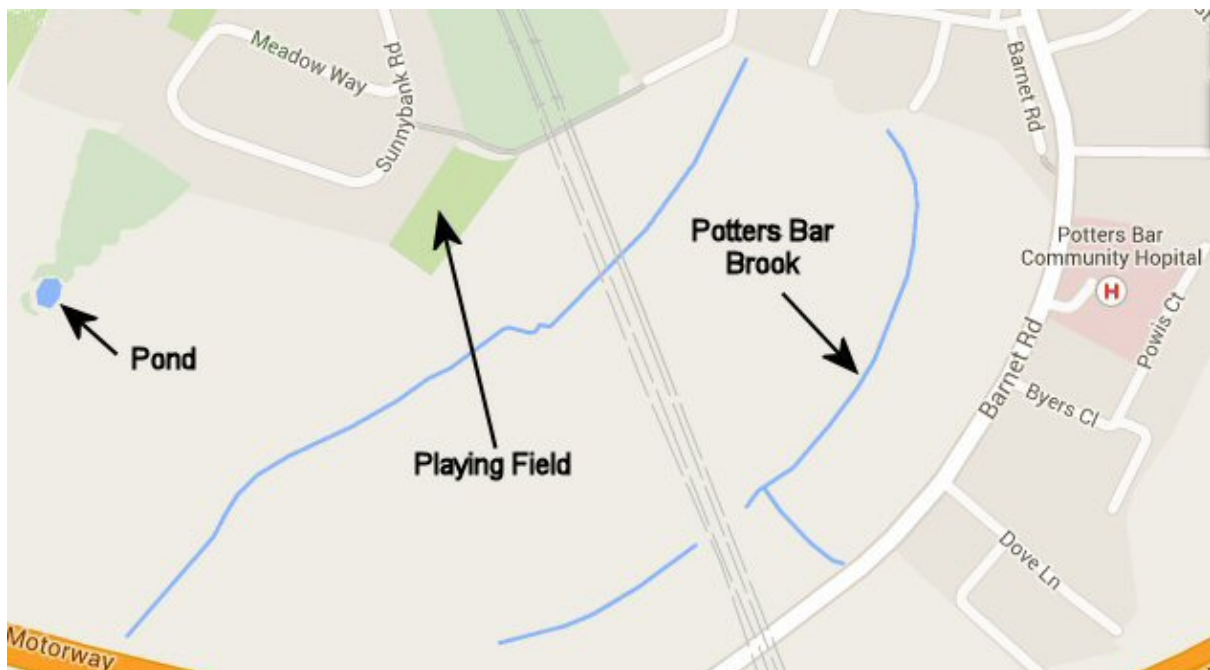 Meadow Way
Sunnybank Rd
Barnet Rd
Potters Bar
Brook
Potters Bar
Community Hopital
H
Powis Ct
Pond
Barnet Rd
Byers Cl
Playing Field
Dove Ln
Motorway